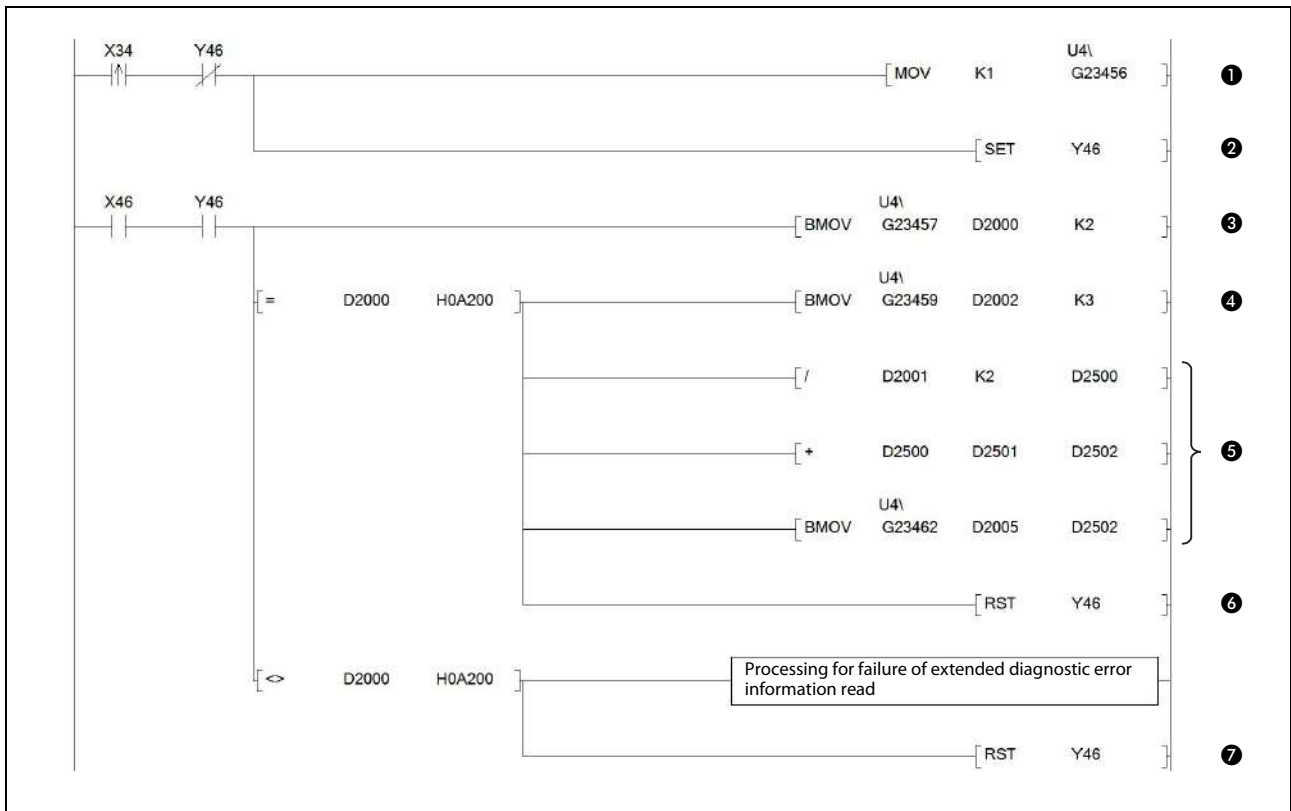 X34 Y46 U4\
[ MOV K1 G23456 ] ❶
[ SET Y46 ] ❷
X46 Y46 U4\
[ BMOV G23457 D2000 K2 ] ❸
U4\
[ = D2000 H0A200 ] [ BMOV G23459 D2002 K3 ] ❹
[ / D2001 K2 D2500 ]
[ + D2500 D2501 D2502 ] ❺
U4\
[ BMOV G23462 D2005 D2502 ]
[ RST Y46 ] ❻
[ <> D2000 H0A200 ] Processing for failure of extended diagnostic error
information read
[ RST Y46 ] ❼